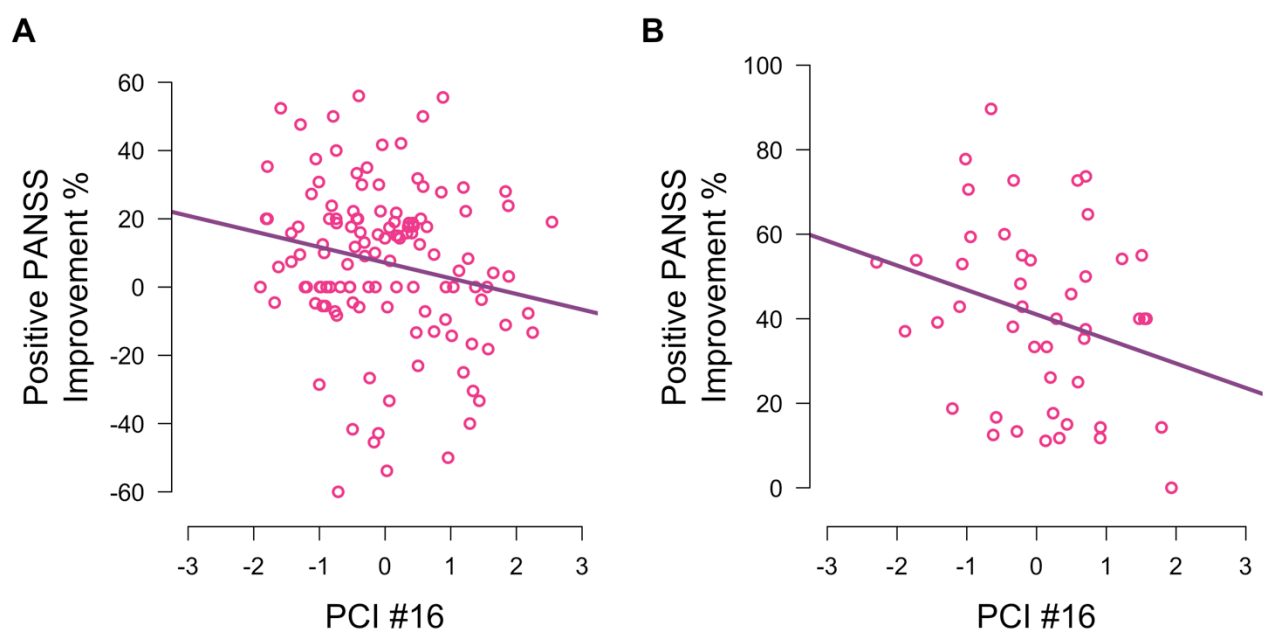 A
B
Positive PANSS
Improvement %
60
40
20
0
-20
-40
-60
-3 -2 -1 0 1 2 3
PCI #16
Positive PANSS
Improvement %
100
80
60
40
20
0
-3 -2 -1 0 1 2 3
PCI #16